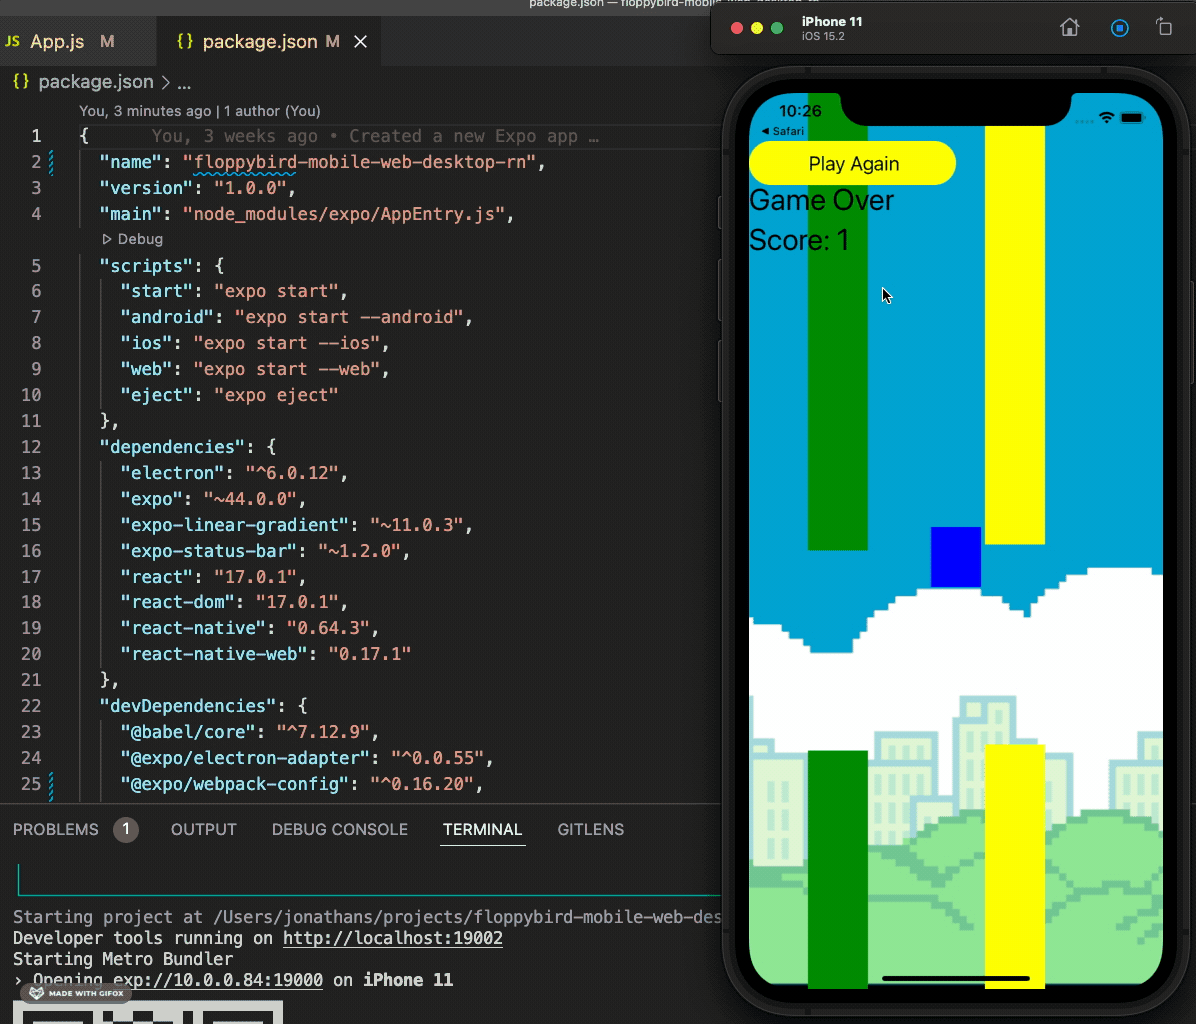 package.json — floppybird-mobile-web-desktop-rn
JS App.js M
{} package.json M
{} package.json > ...
You, 3 minutes ago | 1 author (You)
1 { You, 3 weeks ago • Created a new Expo app …
2 "name": "floppybird-mobile-web-desktop-rn",
3 "version": "1.0.0",
4 "main": "node_modules/expo/AppEntry.js",
Debug
5 "scripts": {
6 "start": "expo start",
7 "android": "expo start --android",
8 "ios": "expo start --ios",
9 "web": "expo start --web",
10 "eject": "expo eject"
11 },
12 "dependencies": {
13 "electron": "^6.0.12",
14 "expo": "~44.0.0",
15 "expo-linear-gradient": "~11.0.3",
16 "expo-status-bar": "~1.2.0",
17 "react": "17.0.1",
18 "react-dom": "17.0.1",
19 "react-native": "0.64.3",
20 "react-native-web": "0.17.1"
21 },
22 "devDependencies": {
23 "@babel/core": "^7.12.9",
24 "@expo/electron-adapter": "^0.0.55",
25 "@expo/webpack-config": "^0.16.20",
PROBLEMS 1 OUTPUT DEBUG CONSOLE TERMINAL GITLENS
Starting project at /Users/jonathans/projects/floppybird-mobile-web-des
Developer tools running on http://localhost:19002
Starting Metro Bundler
› Opening exp://10.0.0.84:19000 on iPhone 11
MADE WITH GIFOX
iPhone 11
iOS 15.2
10:26
Safari
Play Again
Game Over
Score: 1